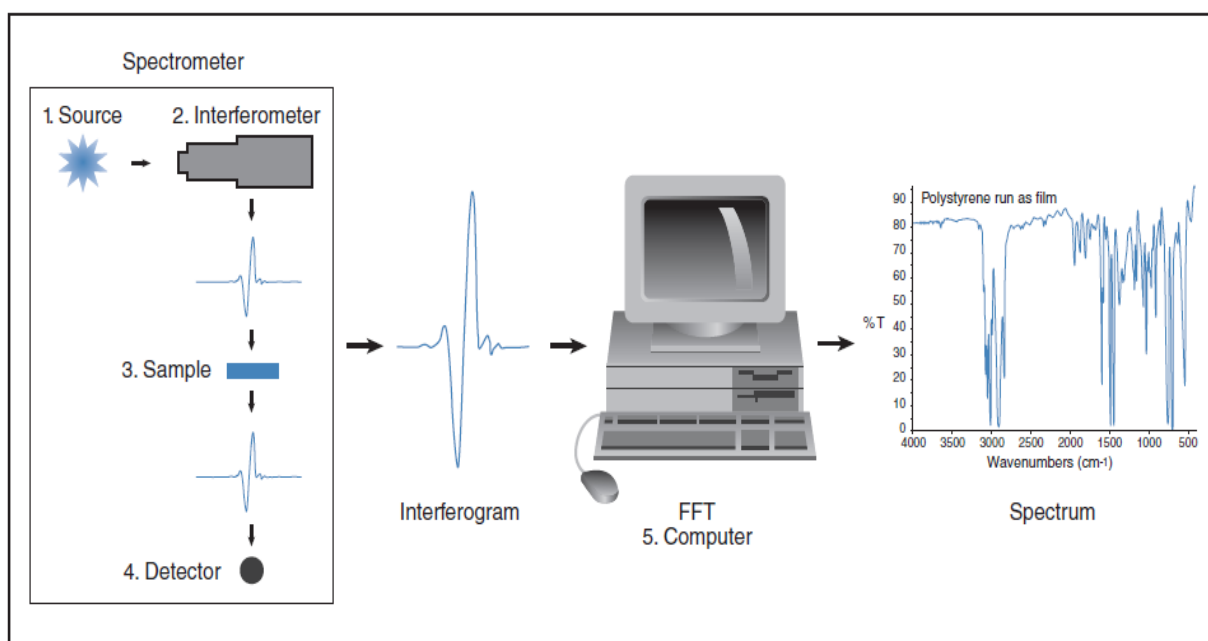 Spectrometer
1. Source
2. Interferometer
3. Sample
4. Detector
Interferogram
FFT
5. Computer
Polystyrene run as film
90
80
70
60
50
40
%T
30
20
10
0
4000 3500 3000 2500 2000 1500 1000 500
Wavenumbers (cm-1)
Spectrum